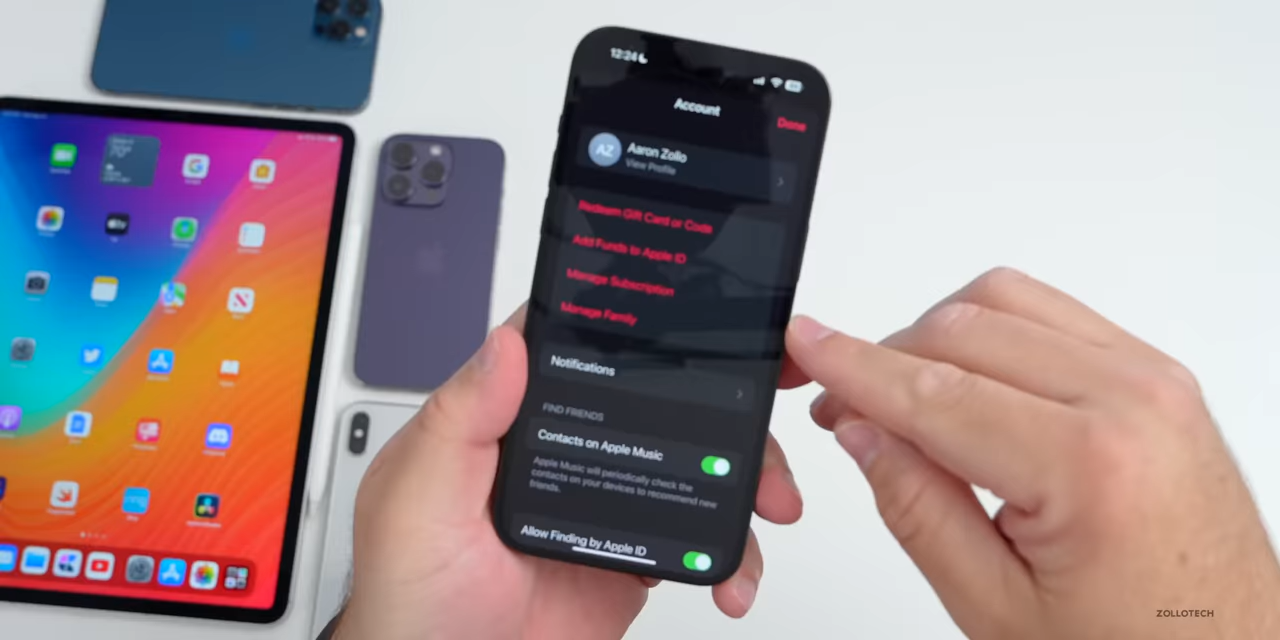 12:24
Account
Done
AZ
Aaron Zollo
View Profile
Redeem Gift Card or Code
Add Funds to Apple ID
Manage Subscription
Manage Family
Notifications
FIND FRIENDS
Contacts on Apple Music
Apple Music will periodically check the
contacts on your devices to recommend new
friends.
Allow Finding by Apple ID
ZOLLOTECH